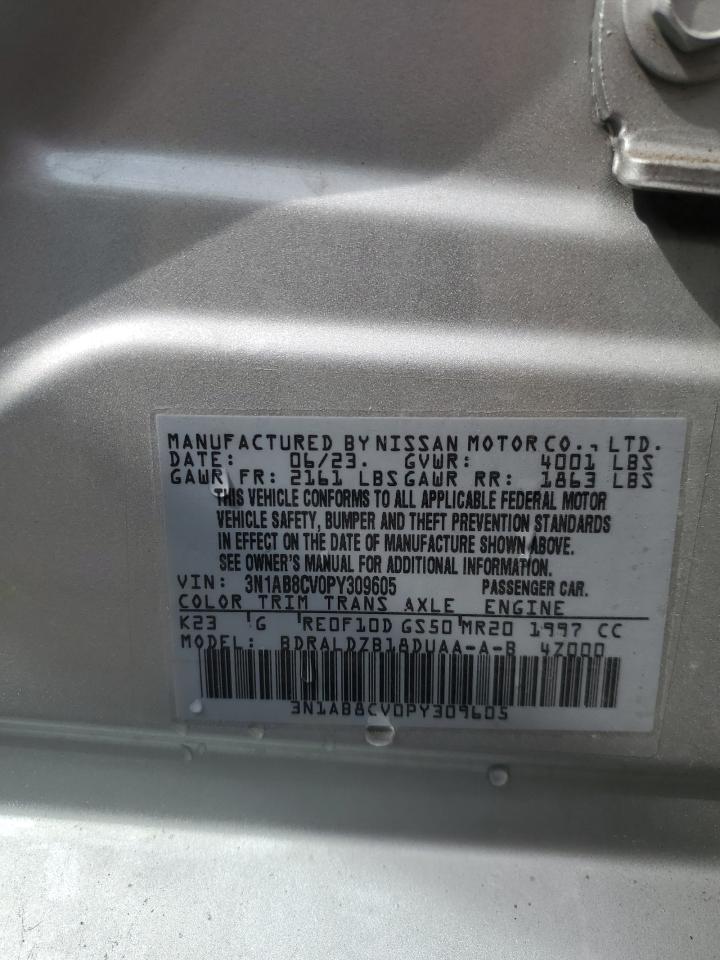 MANUFACTURED BY NISSAN MOTOR CO., LTD.
DATE: 06/23. GVWR: 4001 LBS
GAWR FR: 2161 LBS GAWR RR: 1863 LBS
THIS VEHICLE CONFORMS TO ALL APPLICABLE FEDERAL MOTOR
VEHICLE SAFETY, BUMPER AND THEFT PREVENTION STANDARDS
IN EFFECT ON THE DATE OF MANUFACTURE SHOWN ABOVE.
SEE OWNER'S MANUAL FOR ADDITIONAL INFORMATION.
VIN: 3N1AB8CV0PY309605 PASSENGER CAR.
COLOR TRIM TRANS AXLE ENGINE
K23 G RE0F10D GS50 MR20 1997 CC
MODEL: BDRALDZB18DUAA-A-B 4Z000
3N1AB8CV0PY309605